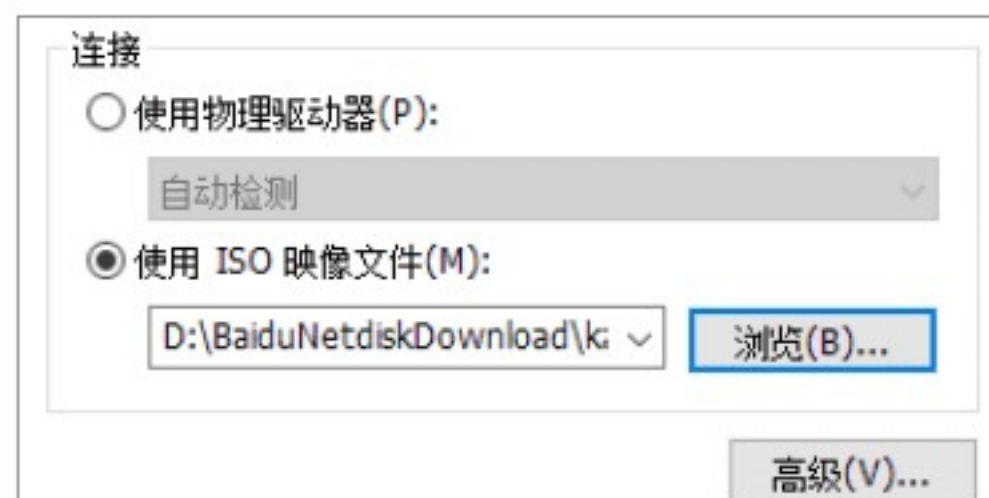 连接
使用物理驱动器(P):
自动检测
使用 ISO 映像文件(M):
D:\BaiduNetdiskDownload\k
浏览(B)...
高级(V)...